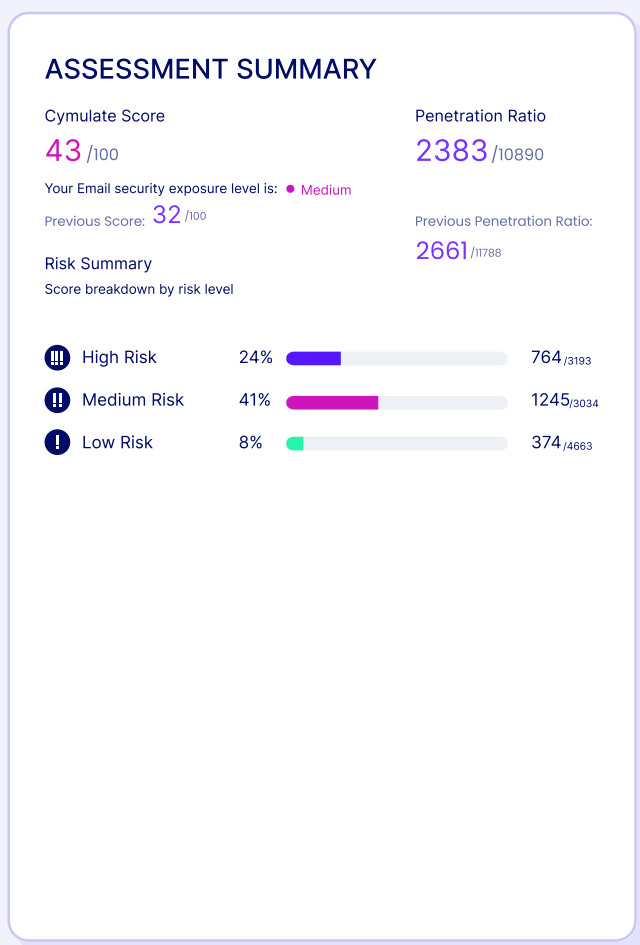 ASSESSMENT SUMMARY
Cymulate Score
43 /100
Your Email security exposure level is: Medium
Previous Score: 32 /100
Penetration Ratio
2383 /10890
Previous Penetration Ratio:
2661 /11788
Risk Summary
Score breakdown by risk level
High Risk 24% 764 /3193
Medium Risk 41% 1245 /3034
Low Risk 8% 374 /4663